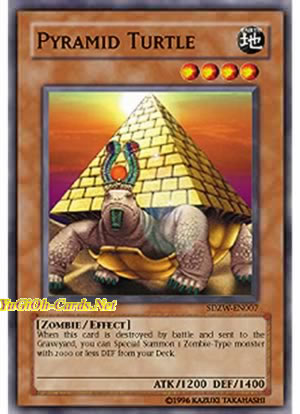 PYRAMID TURTLE
EARTH
地
YuGiOh-Cards.Net
SDZW-EN007
[ZOMBIE/EFFECT]
When this card is destroyed by battle and sent to the
Graveyard, you can Special Summon 1 Zombie-Type monster
with 2000 or less DEF from your Deck.
ATK/1200 DEF/1400
©1996 KAZUKI TAKAHASHI